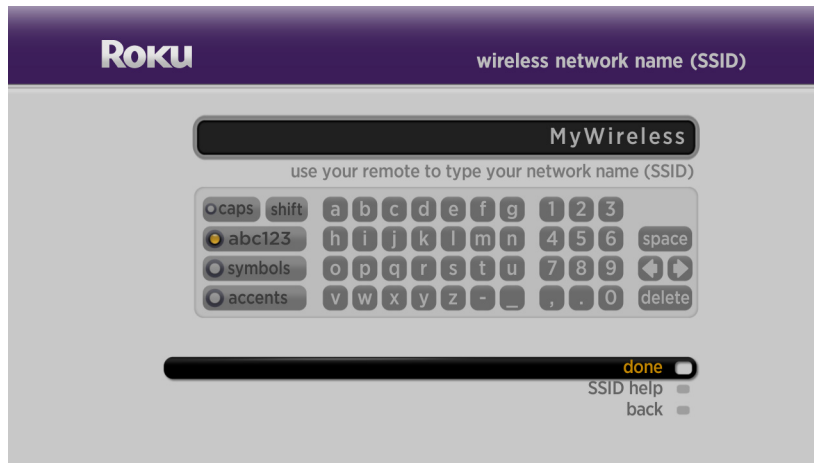 Roku
wireless network name (SSID)
MyWireless
use your remote to type your network name (SSID)
caps shift a b c d e f g 1 2 3
abc123 h i j k l m n 4 5 6 space
symbols o p q r s t u 7 8 9
accents v w x y z - _ , . 0 delete
done
SSID help
back